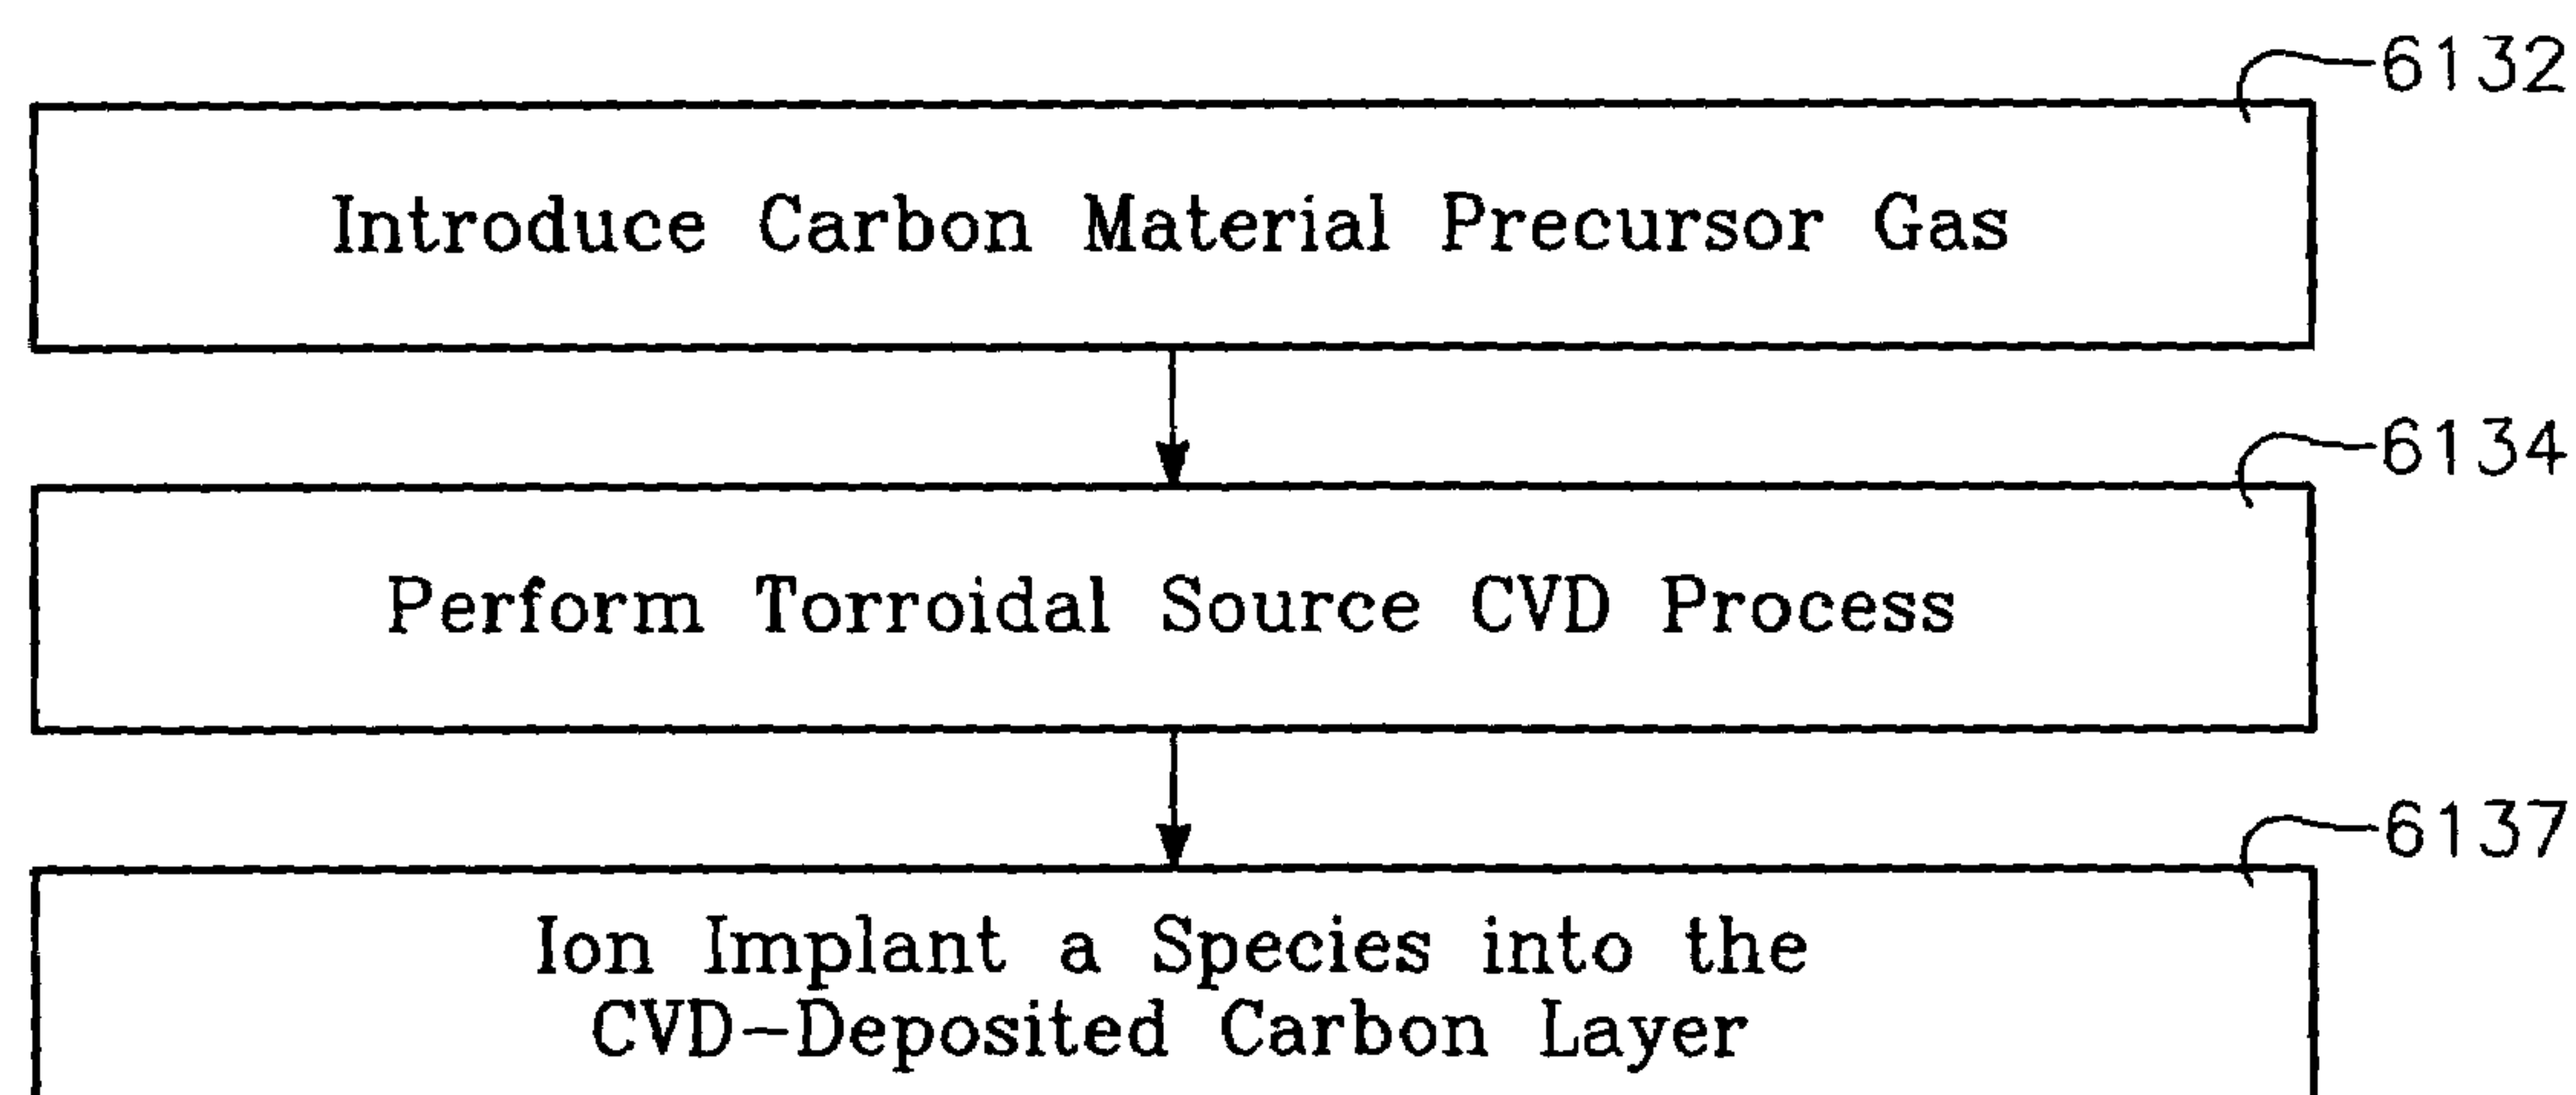 6132
Introduce Carbon Material Precursor Gas
6134
Perform Torroidal Source CVD Process
6137
Ion Implant a Species into the
CVD-Deposited Carbon Layer